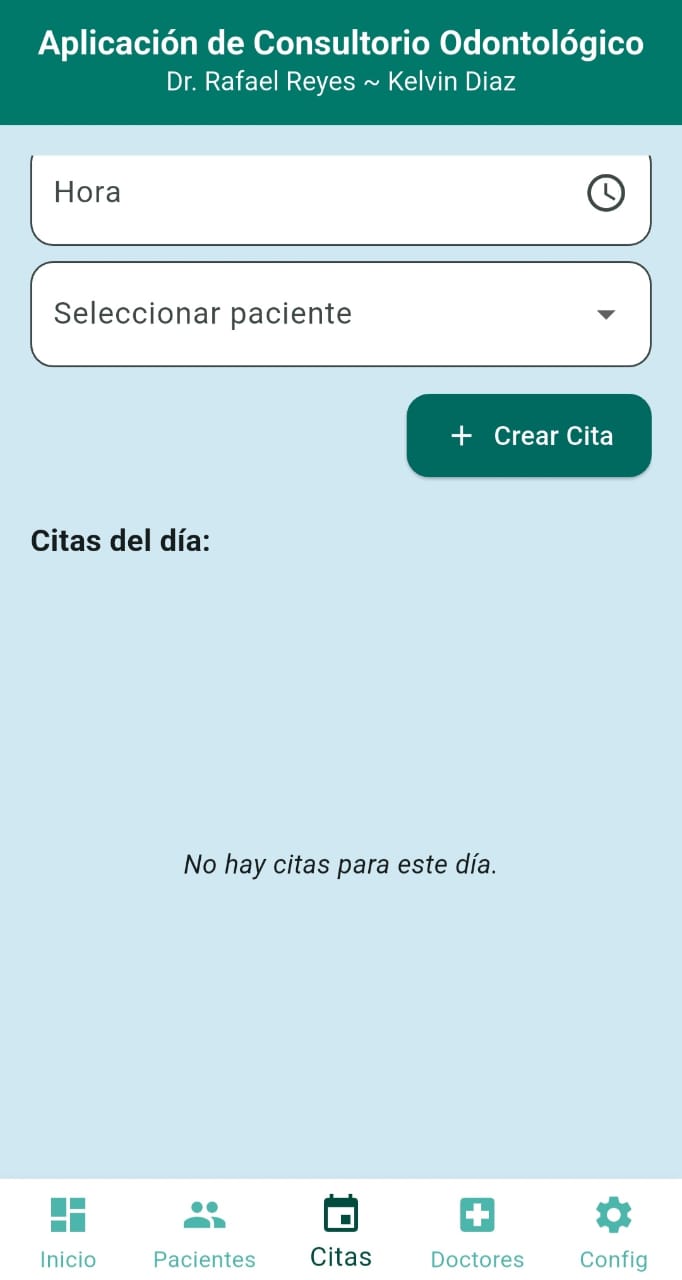 Aplicación de Consultorio Odontológico
Dr. Rafael Reyes ~ Kelvin Diaz
Hora
Seleccionar paciente
+ Crear Cita
Citas del día:
No hay citas para este día.
Inicio
Pacientes
Citas
Doctores
Config